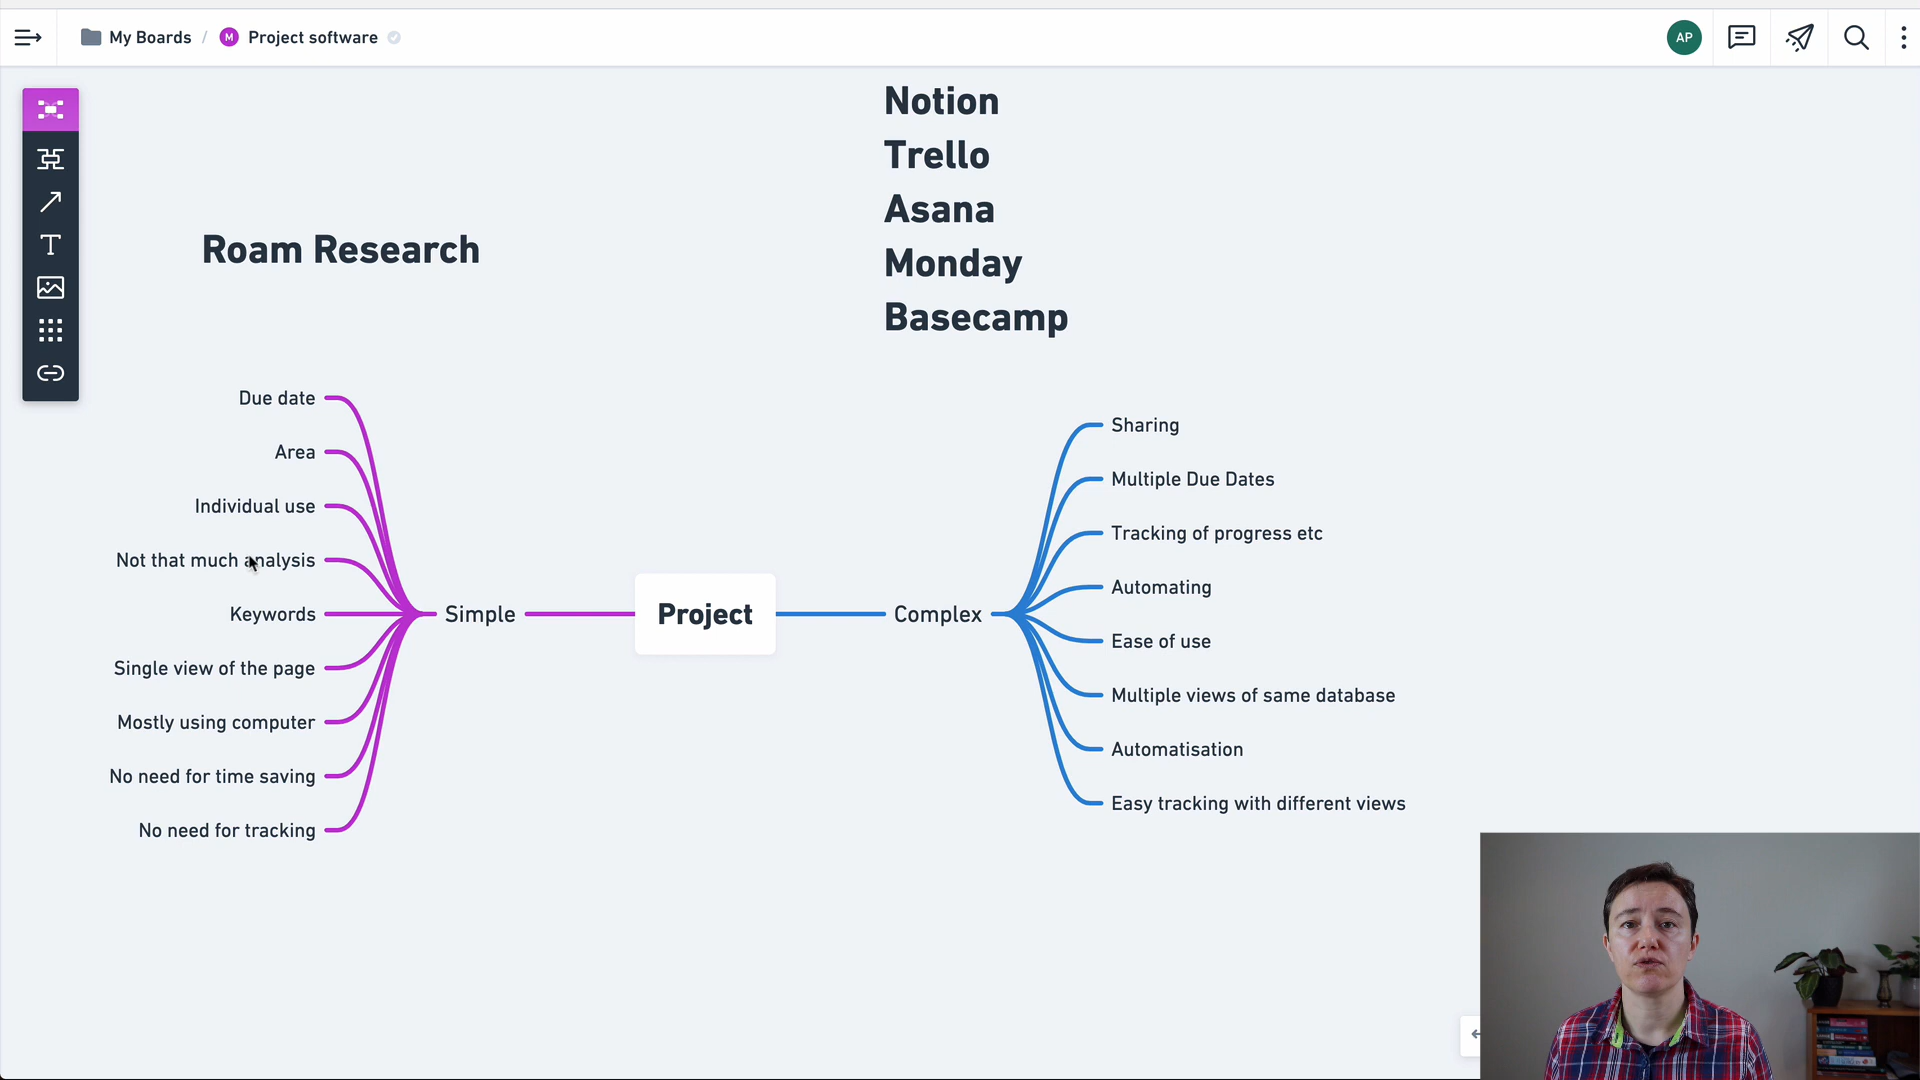 My Boards / M Project software
AP
Notion
Trello
Asana
Monday
Basecamp
Roam Research
Due date
Area
Individual use
Not that much analysis
Keywords
Single view of the page
Mostly using computer
No need for time saving
No need for tracking
Simple
Project
Complex
Sharing
Multiple Due Dates
Tracking of progress etc
Automating
Ease of use
Multiple views of same database
Automatisation
Easy tracking with different views